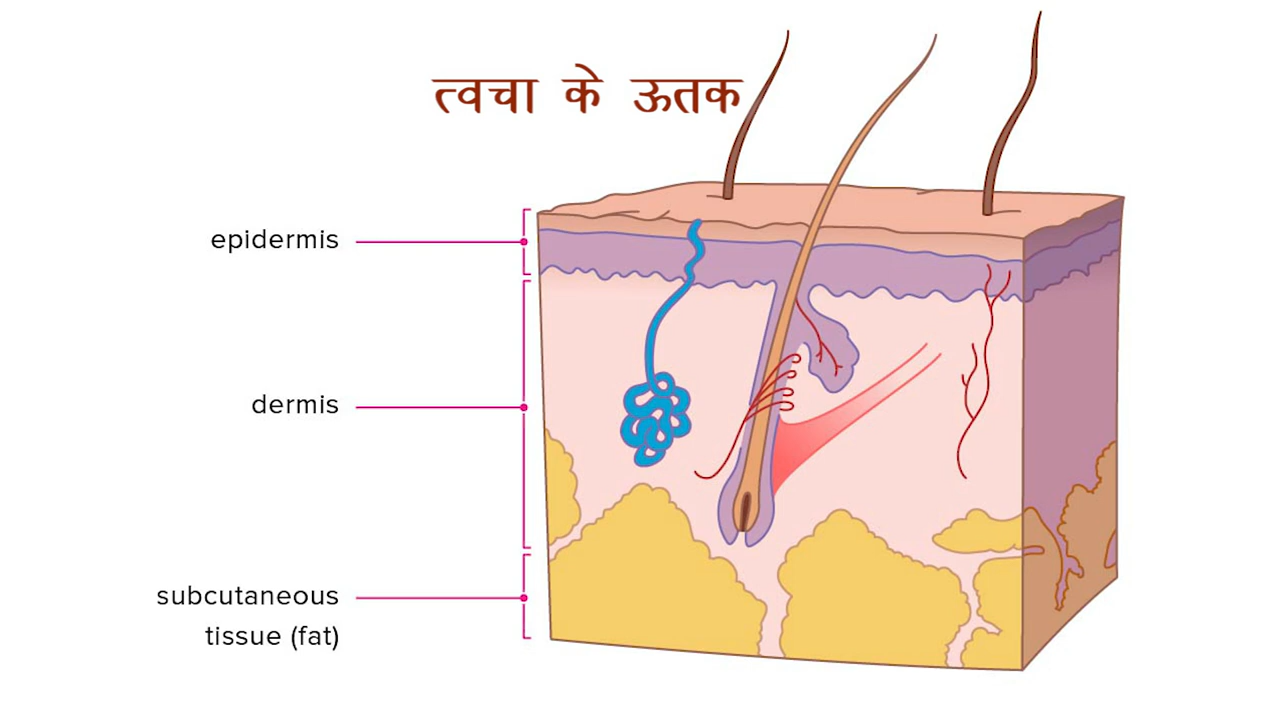 त्वचा के ऊतक
epidermis
dermis
subcutaneous
tissue (fat)